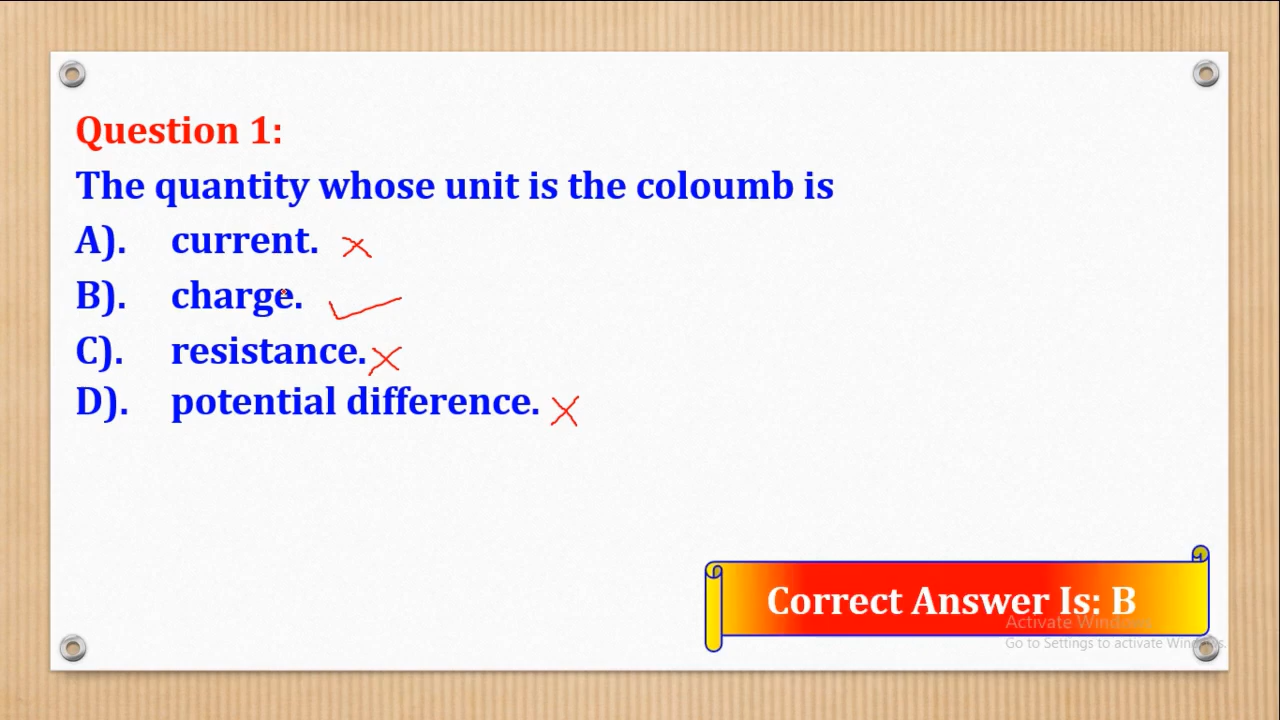 Question 1:
The quantity whose unit is the coloumb is
A). current.
B). charge.
C). resistance.
D). potential difference.
Correct Answer Is: B
Activate Windows
Go to Settings to activate Windows.